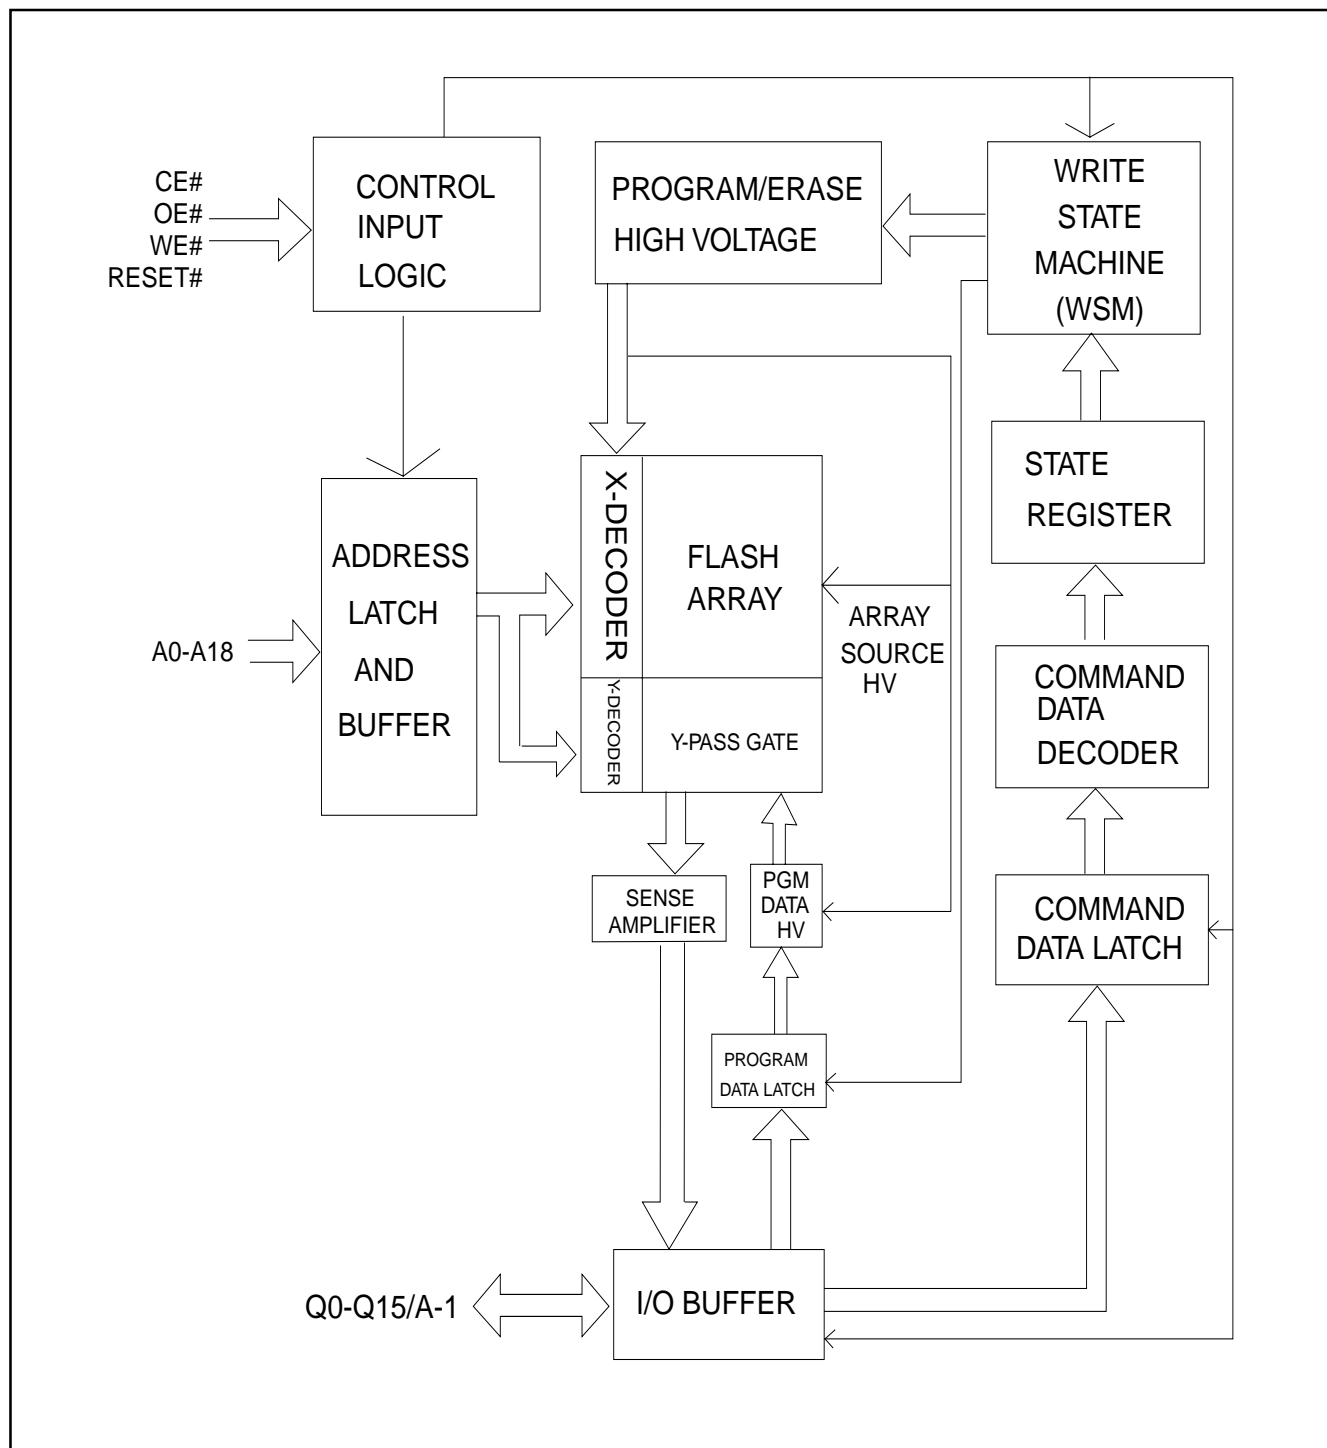 CE#
OE#
WE#
RESET#
CONTROL
INPUT
LOGIC
PROGRAM/ERASE
HIGH VOLTAGE
WRITE
STATE
MACHINE
(WSM)
STATE
REGISTER
ADDRESS
LATCH
AND
BUFFER
A0-A18
X-DECODER
FLASH
ARRAY
ARRAY
SOURCE
HV
Y-DECODER
Y-PASS GATE
COMMAND
DATA
DECODER
SENSE
AMPLIFIER
PGM
DATA
HV
COMMAND
DATA LATCH
PROGRAM
DATA LATCH
Q0-Q15/A-1
I/O BUFFER